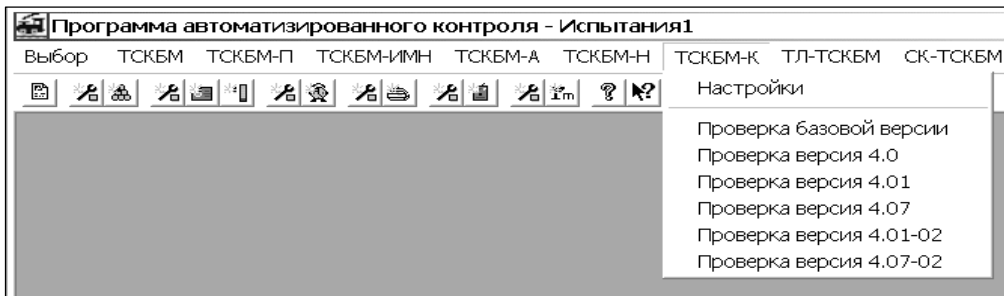 Программа автоматизированного контроля - Испытания1
Выбор ТСКБМ ТСКБМ-П ТСКБМ-ИМН ТСКБМ-А ТСКБМ-Н ТСКБМ-К ТЛ-ТСКБМ СК-ТСКБМ
Настройки
Проверка базовой версии
Проверка версия 4.0
Проверка версия 4.01
Проверка версия 4.07
Проверка версия 4.01-02
Проверка версия 4.07-02